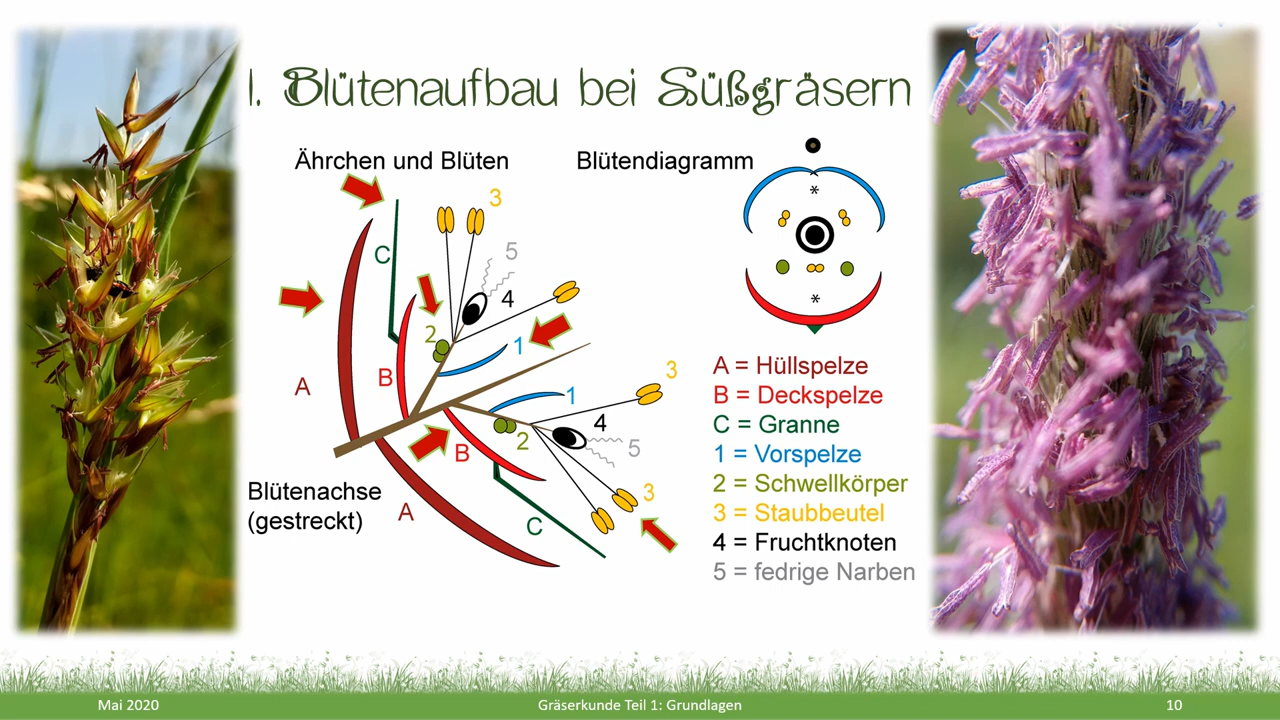 I. Blütenaufbau bei Süßgräsern
Ährchen und Blüten
Blütendiagramm
3
C
5
4
2
1
A
B
3
1
4
2
5
B
3
A
C
Blütenachse
(gestreckt)
*
*
A = Hüllspelze
B = Deckspelze
C = Granne
1 = Vorspelze
2 = Schwellkörper
3 = Staubbeutel
4 = Fruchtknoten
5 = fedrige Narben
Mai 2020
Gräserkunde Teil 1: Grundlagen
10